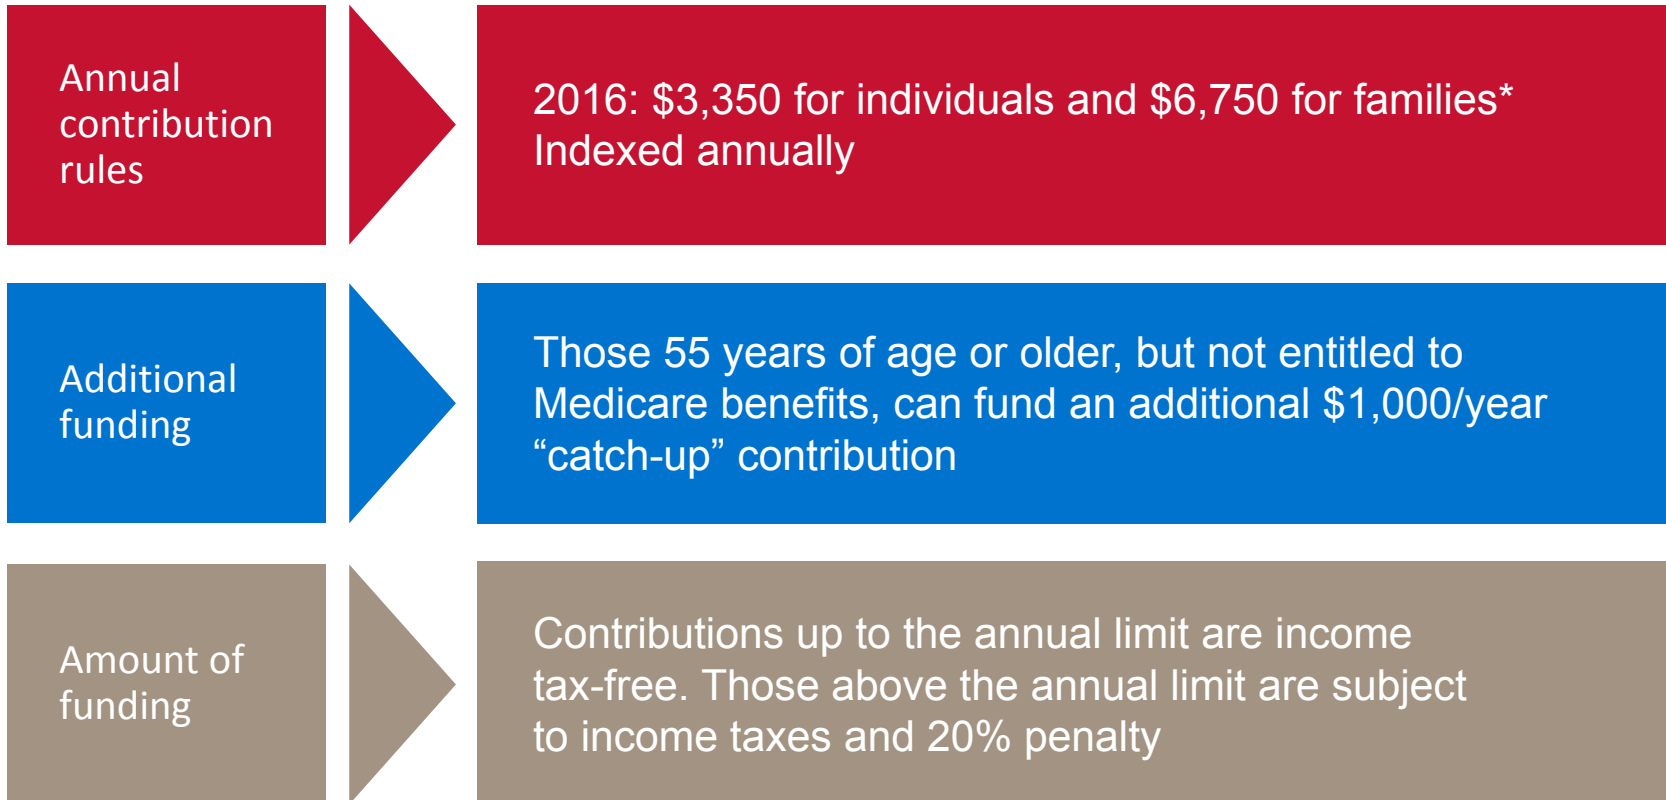 Annual
contribution
rules
2016: $3,350 for individuals and $6,750 for families*
Indexed annually
Additional
funding
Those 55 years of age or older, but not entitled to
Medicare benefits, can fund an additional $1,000/year
“catch-up” contribution
Amount of
funding
Contributions up to the annual limit are income
tax-free. Those above the annual limit are subject
to income taxes and 20% penalty